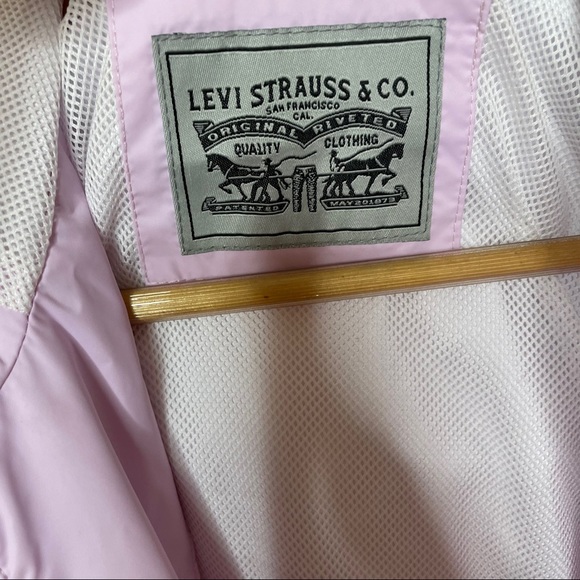 LEVI STRAUSS & CO.
SAN FRANCISCO
CAL.
ORIGINAL RIVETED
QUALITY CLOTHING
PATENTED MAY 20 1873